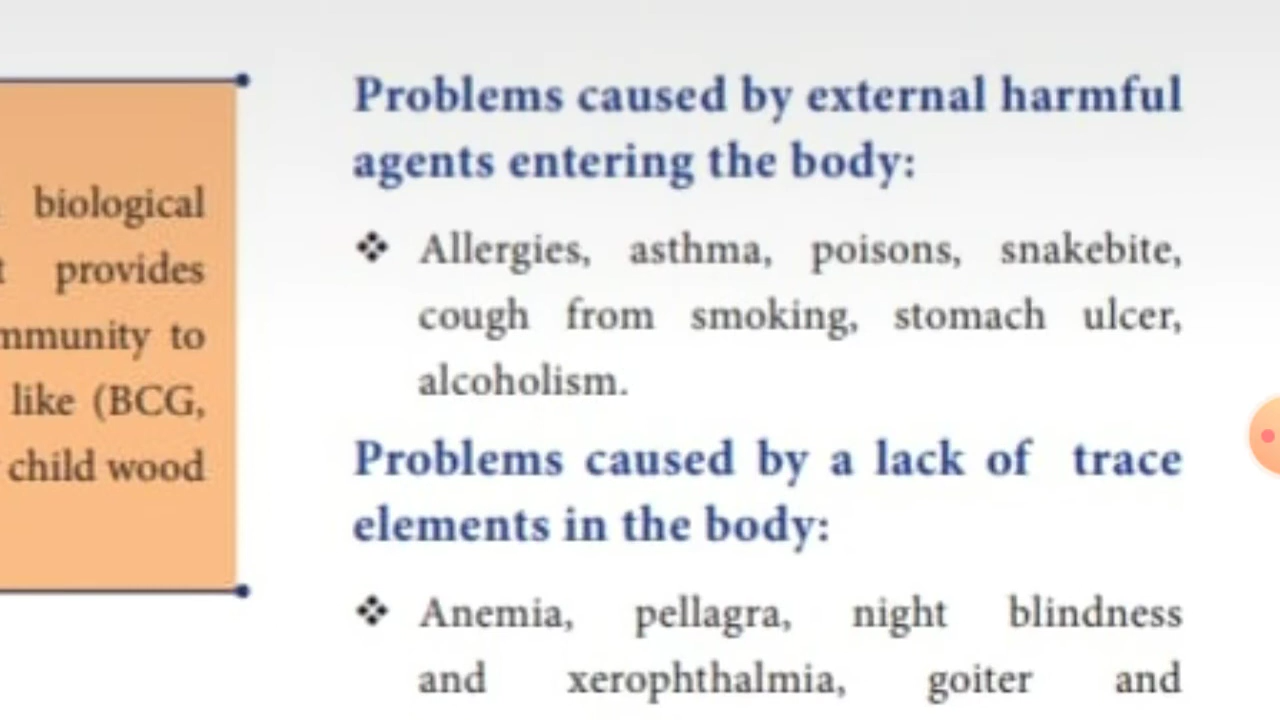 biological
provides
to
like (BCG,
child wood
Problems caused by external harmful
agents entering the body:
❖ Allergies, asthma, poisons, snakebite,
cough from smoking, stomach ulcer,
alcoholism.
Problems caused by a lack of trace
elements in the body:
❖ Anemia, pellagra, night blindness
and xerophthalmia, goiter and